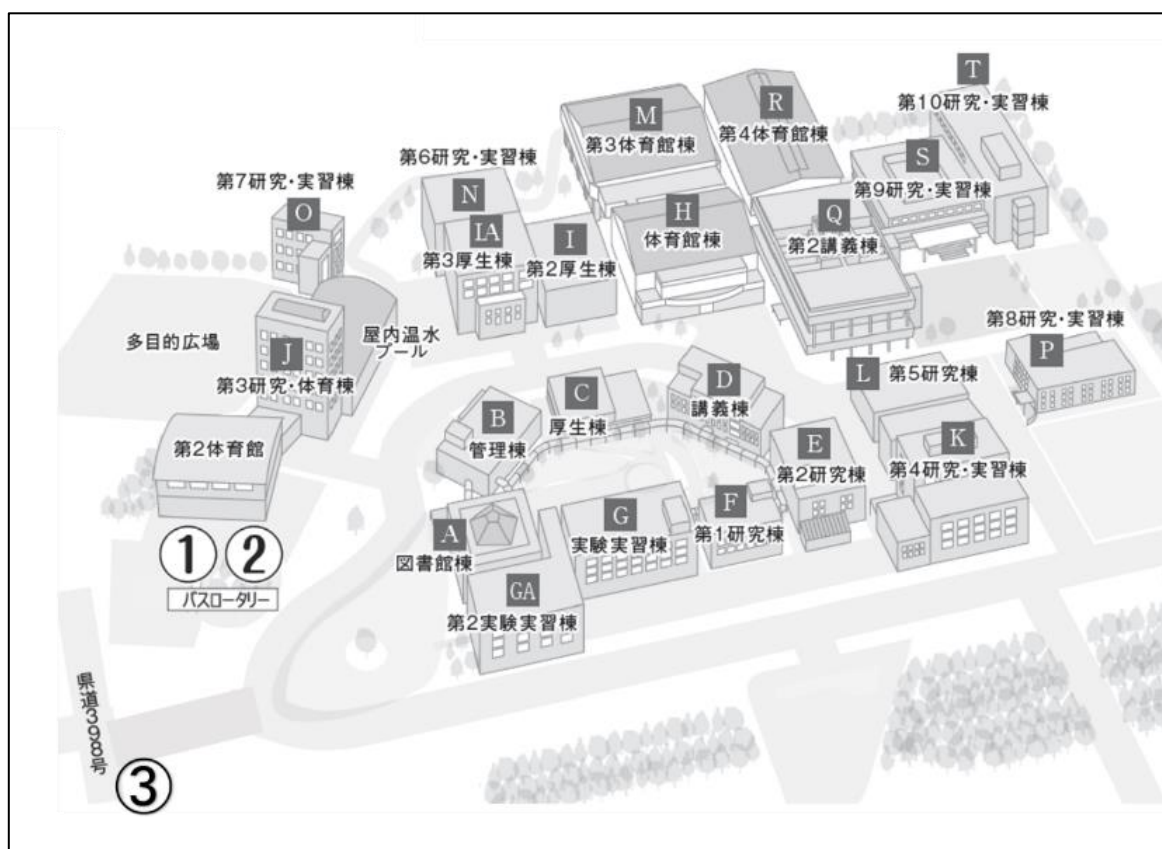 T
第10研究・実習棟
R
第4体育館棟
M
第3体育館棟
S
第9研究・実習棟
第6研究・実習棟
N
第7研究・実習棟
O
H
体育館棟
Q
第2講義棟
IA
第3厚生棟
I
第2厚生棟
第8研究・実習棟
P
多目的広場
屋内温水
プール
J
第3研究・体育棟
L
第5研究棟
D
講義棟
C
厚生棟
B
管理棟
E
第2研究棟
K
第4研究・実習棟
第2体育館
F
第1研究棟
G
実験実習棟
A
図書館棟
① ②
バスロータリー
GA
第2実験実習棟
県道398号
③